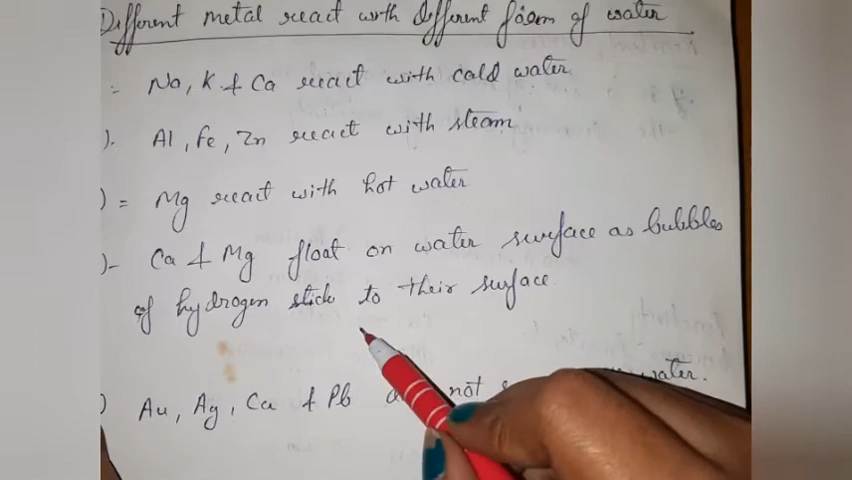 Different metal react with different foam of water
= Na, K & Ca react with cold water
). Al, Fe, Zn react with steam
) = Mg react with hot water
)- Ca & Mg float on water surface as bubbles
of hydrogen stick to their surface
) Au, Ag, Ca & Pb not water.